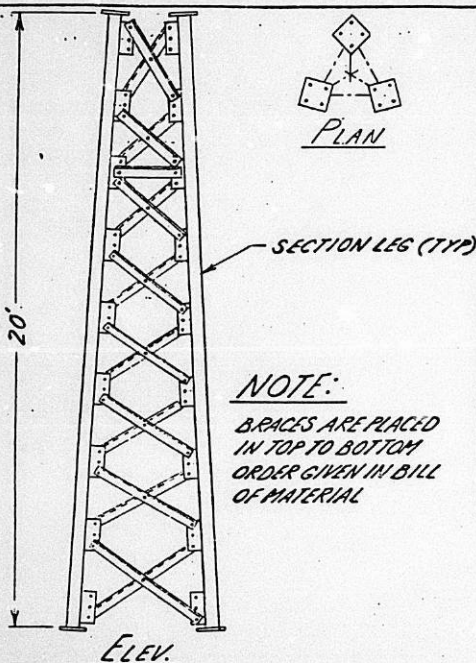 PLAN
SECTION LEG (TYP)
20'
NOTE:
BRACES ARE PLACED
IN TOP TO BOTTOM
ORDER GIVEN IN BILL
OF MATERIAL
ELEV.